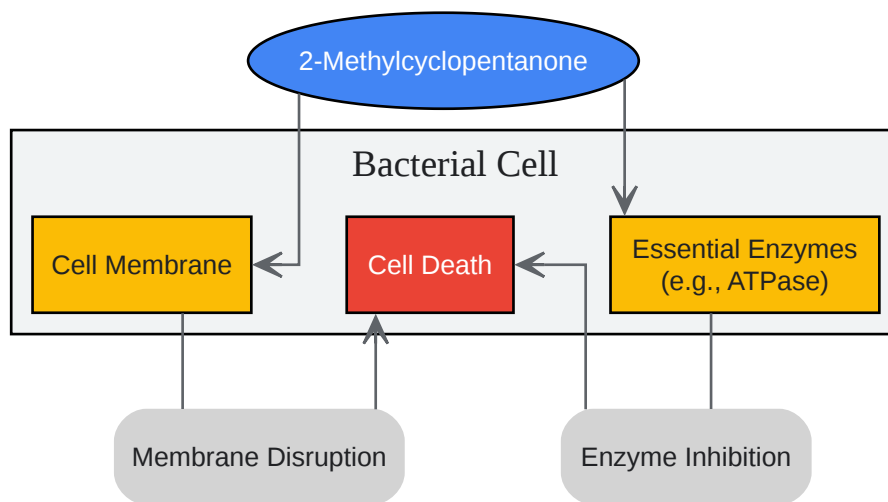 2-Methylcyclopentanone
Bacterial Cell
Cell Membrane
Cell Death
Essential Enzymes
(e.g., ATPase)
Membrane Disruption
Enzyme Inhibition